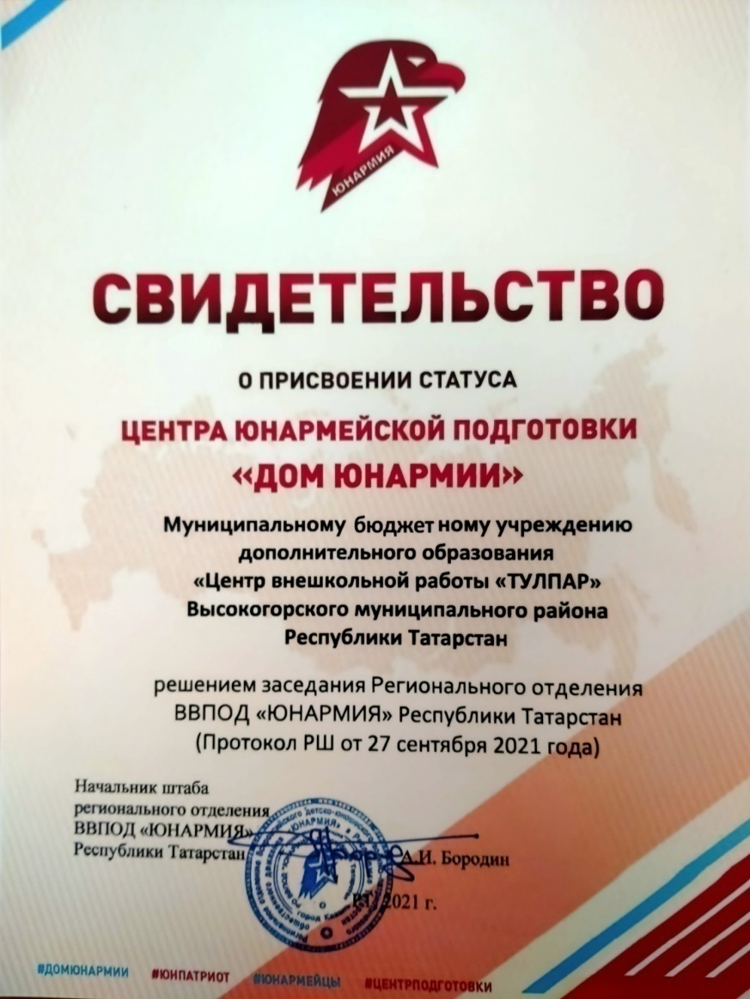 ЮНАРМИЯ
СВИДЕТЕЛЬСТВО
О ПРИСВОЕНИИ СТАТУСА
ЦЕНТРА ЮНАРМЕЙСКОЙ ПОДГОТОВКИ
«ДОМ ЮНАРМИИ»
Муниципальному бюджетному учреждению
дополнительного образования
«Центр внешкольной работы «ТУЛПАР»
Высокогорского муниципального района
Республики Татарстан
решением заседания Регионального отделения
ВВПОД «ЮНАРМИЯ» Республики Татарстан
(Протокол РШ от 27 сентября 2021 года)
Начальник штаба
регионального отделения
ВВПОД «ЮНАРМИЯ»
Республики Татарстан
А.И. Бородин
2021 г.
#ДОМЮНАРМИИ #ЮНПАТРИОТ #ЮНАРМЕЙЦЫ #ЦЕНТРПОДГОТОВКИ